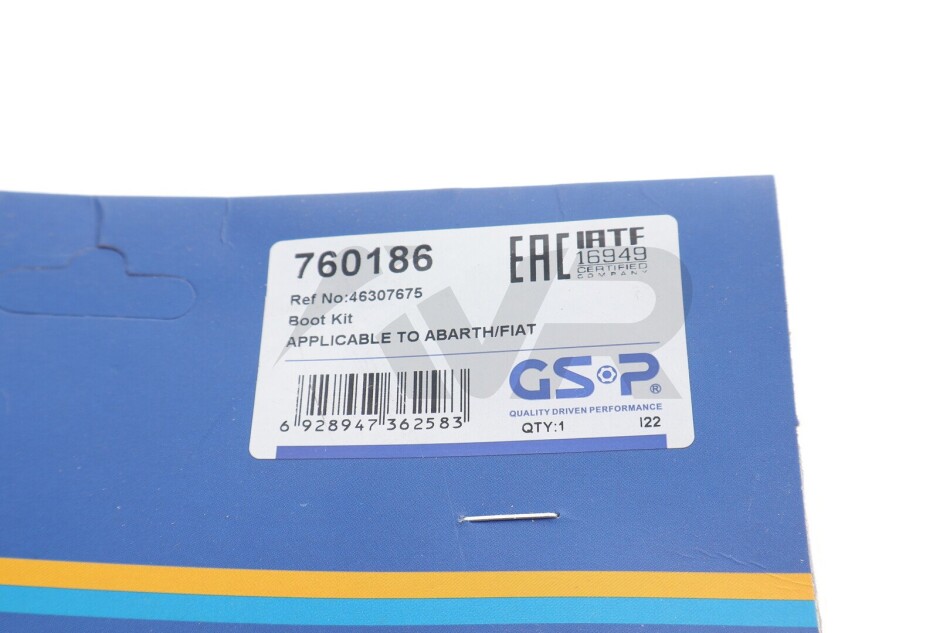 760186
EAC
IATF
16949
CERTIFIED
COMPANY
Ref No:46307675
Boot Kit
APPLICABLE TO ABARTH/FIAT
GSP®
QUALITY DRIVEN PERFORMANCE
6 928947 362583
QTY:1
I22